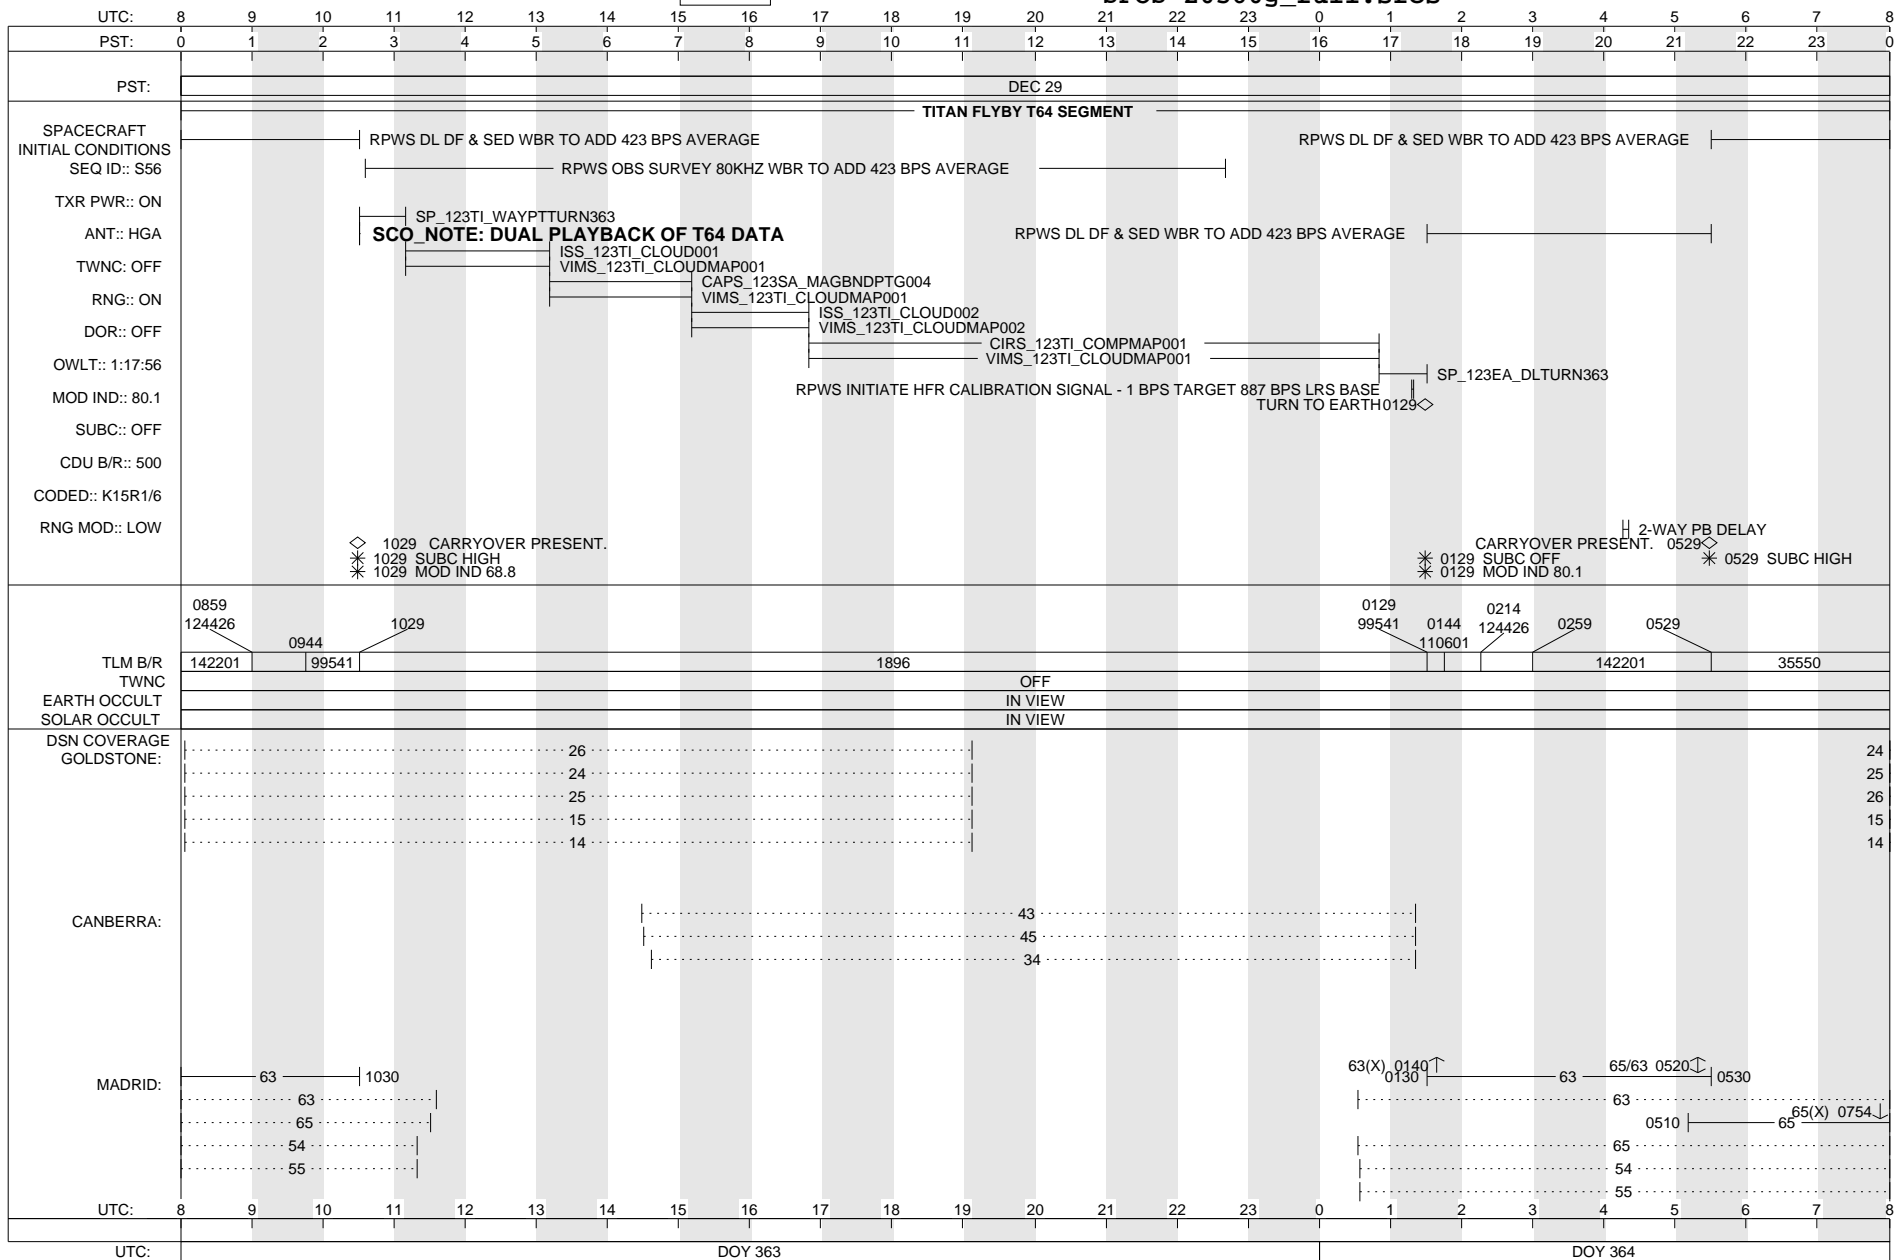 UTC: 8 9 10 11 12 13 14 15 16 17 18 19 20 21 22 23 0 1 2 3 4 5 6 7 8
PST: 0 1 2 3 4 5 6 7 8 9 10 11 12 13 14 15 16 17 18 19 20 21 22 23 0
PST: DEC 29
TITAN FLYBY T64 SEGMENT
SPACECRAFT
INITIAL CONDITIONS
RPWS DL DF & SED WBR TO ADD 423 BPS AVERAGE
RPWS DL DF & SED WBR TO ADD 423 BPS AVERAGE
SEQ ID:: S56
RPWS OBS SURVEY 80KHZ WBR TO ADD 423 BPS AVERAGE
TXR PWR:: ON
SP_123TI_WAYPTTURN363
ANT:: HGA
SCO_NOTE: DUAL PLAYBACK OF T64 DATA
RPWS DL DF & SED WBR TO ADD 423 BPS AVERAGE
ISS_123TI_CLOUD001
TWNC: OFF
VIMS_123TI_CLOUDMAP001
CAPS_123SA_MAGBNDPTG004
RNG:: ON
VIMS_123TI_CLOUDMAP001
ISS_123TI_CLOUD002
DOR:: OFF
VIMS_123TI_CLOUDMAP002
CIRS_123TI_COMPMAP001
OWLT:: 1:17:56
VIMS_123TI_CLOUDMAP001
SP_123EA_DLTURN363
RPWS INITIATE HFR CALIBRATION SIGNAL - 1 BPS TARGET 887 BPS LRS BASE
MOD IND:: 80.1
TURN TO EARTH 0129
SUBC:: OFF
CDU B/R:: 500
CODED:: K15R1/6
RNG MOD:: LOW
2-WAY PB DELAY
1029 CARRYOVER PRESENT.
CARRYOVER PRESENT. 0529
1029 SUBC HIGH
0129 SUBC OFF
0529 SUBC HIGH
1029 MOD IND 68.8
0129 MOD IND 80.1
0859
124426
0944
1029
0129
99541
0144
110601
0214
124426
0259
0529
TLM B/R 142201 99541 1896 142201 35550
TWNC OFF
EARTH OCCULT IN VIEW
SOLAR OCCULT IN VIEW
DSN COVERAGE
GOLDSTONE:
26 24
24 25
25 26
15 15
14 14
CANBERRA:
43
45
34
MADRID:
63(X) 0140
65/63 0520
63 1030
0130 63 0530
63 63
65(X) 0754
65
0510 65
54 65
55 54
55
UTC: 8 9 10 11 12 13 14 15 16 17 18 19 20 21 22 23 0 1 2 3 4 5 6 7 8
UTC: DOY 363 DOY 364